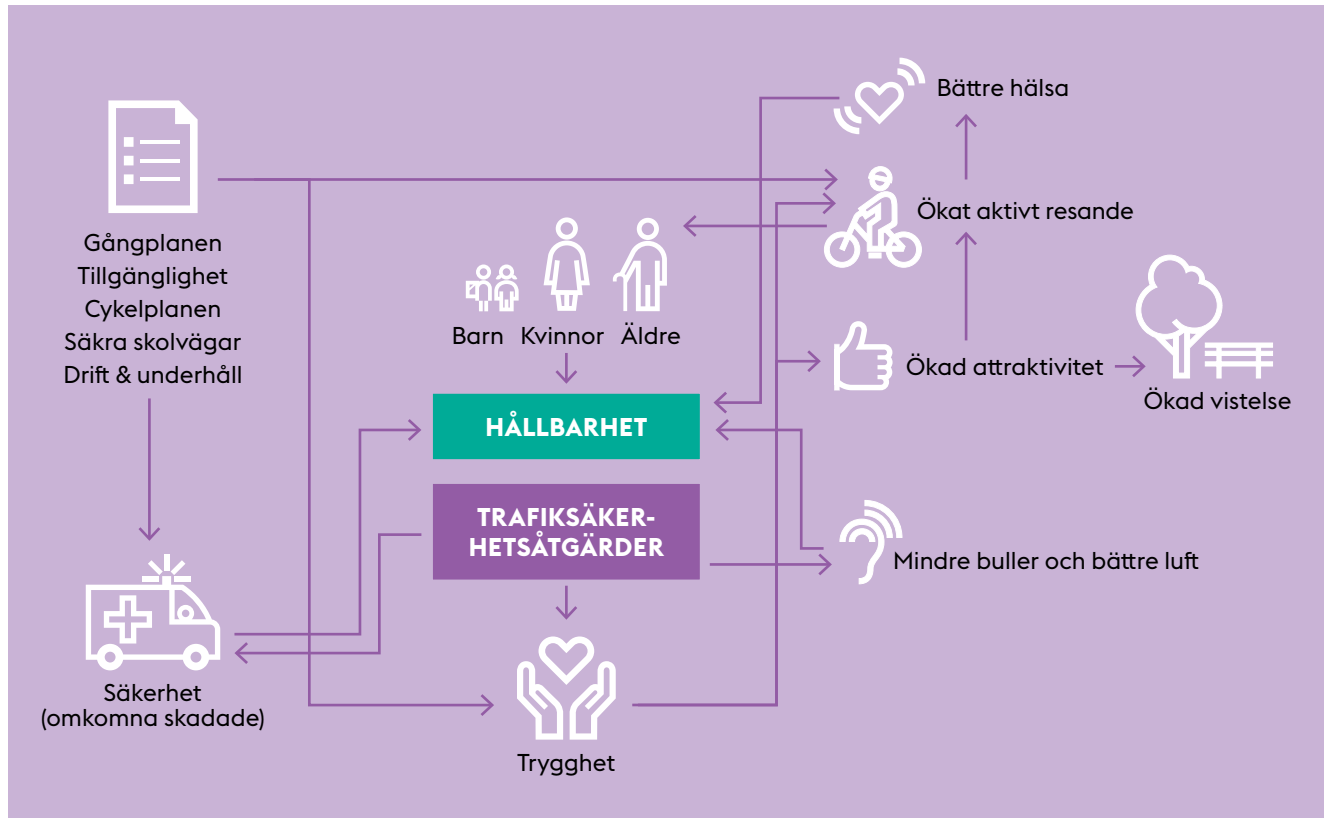 Gångplanen
Tillgänglighet
Cykelplanen
Säkra skolvägar
Drift & underhåll
Säkerhet
(omkomna skadade)
Barn
Kvinnor
Äldre
HÅLLBARHET
TRAFIKSÄKER-
HETSÅTGÄRDER
Trygghet
Bättre hälsa
Ökat aktivt resande
Ökad attraktivitet
Ökad vistelse
Mindre buller och bättre luft